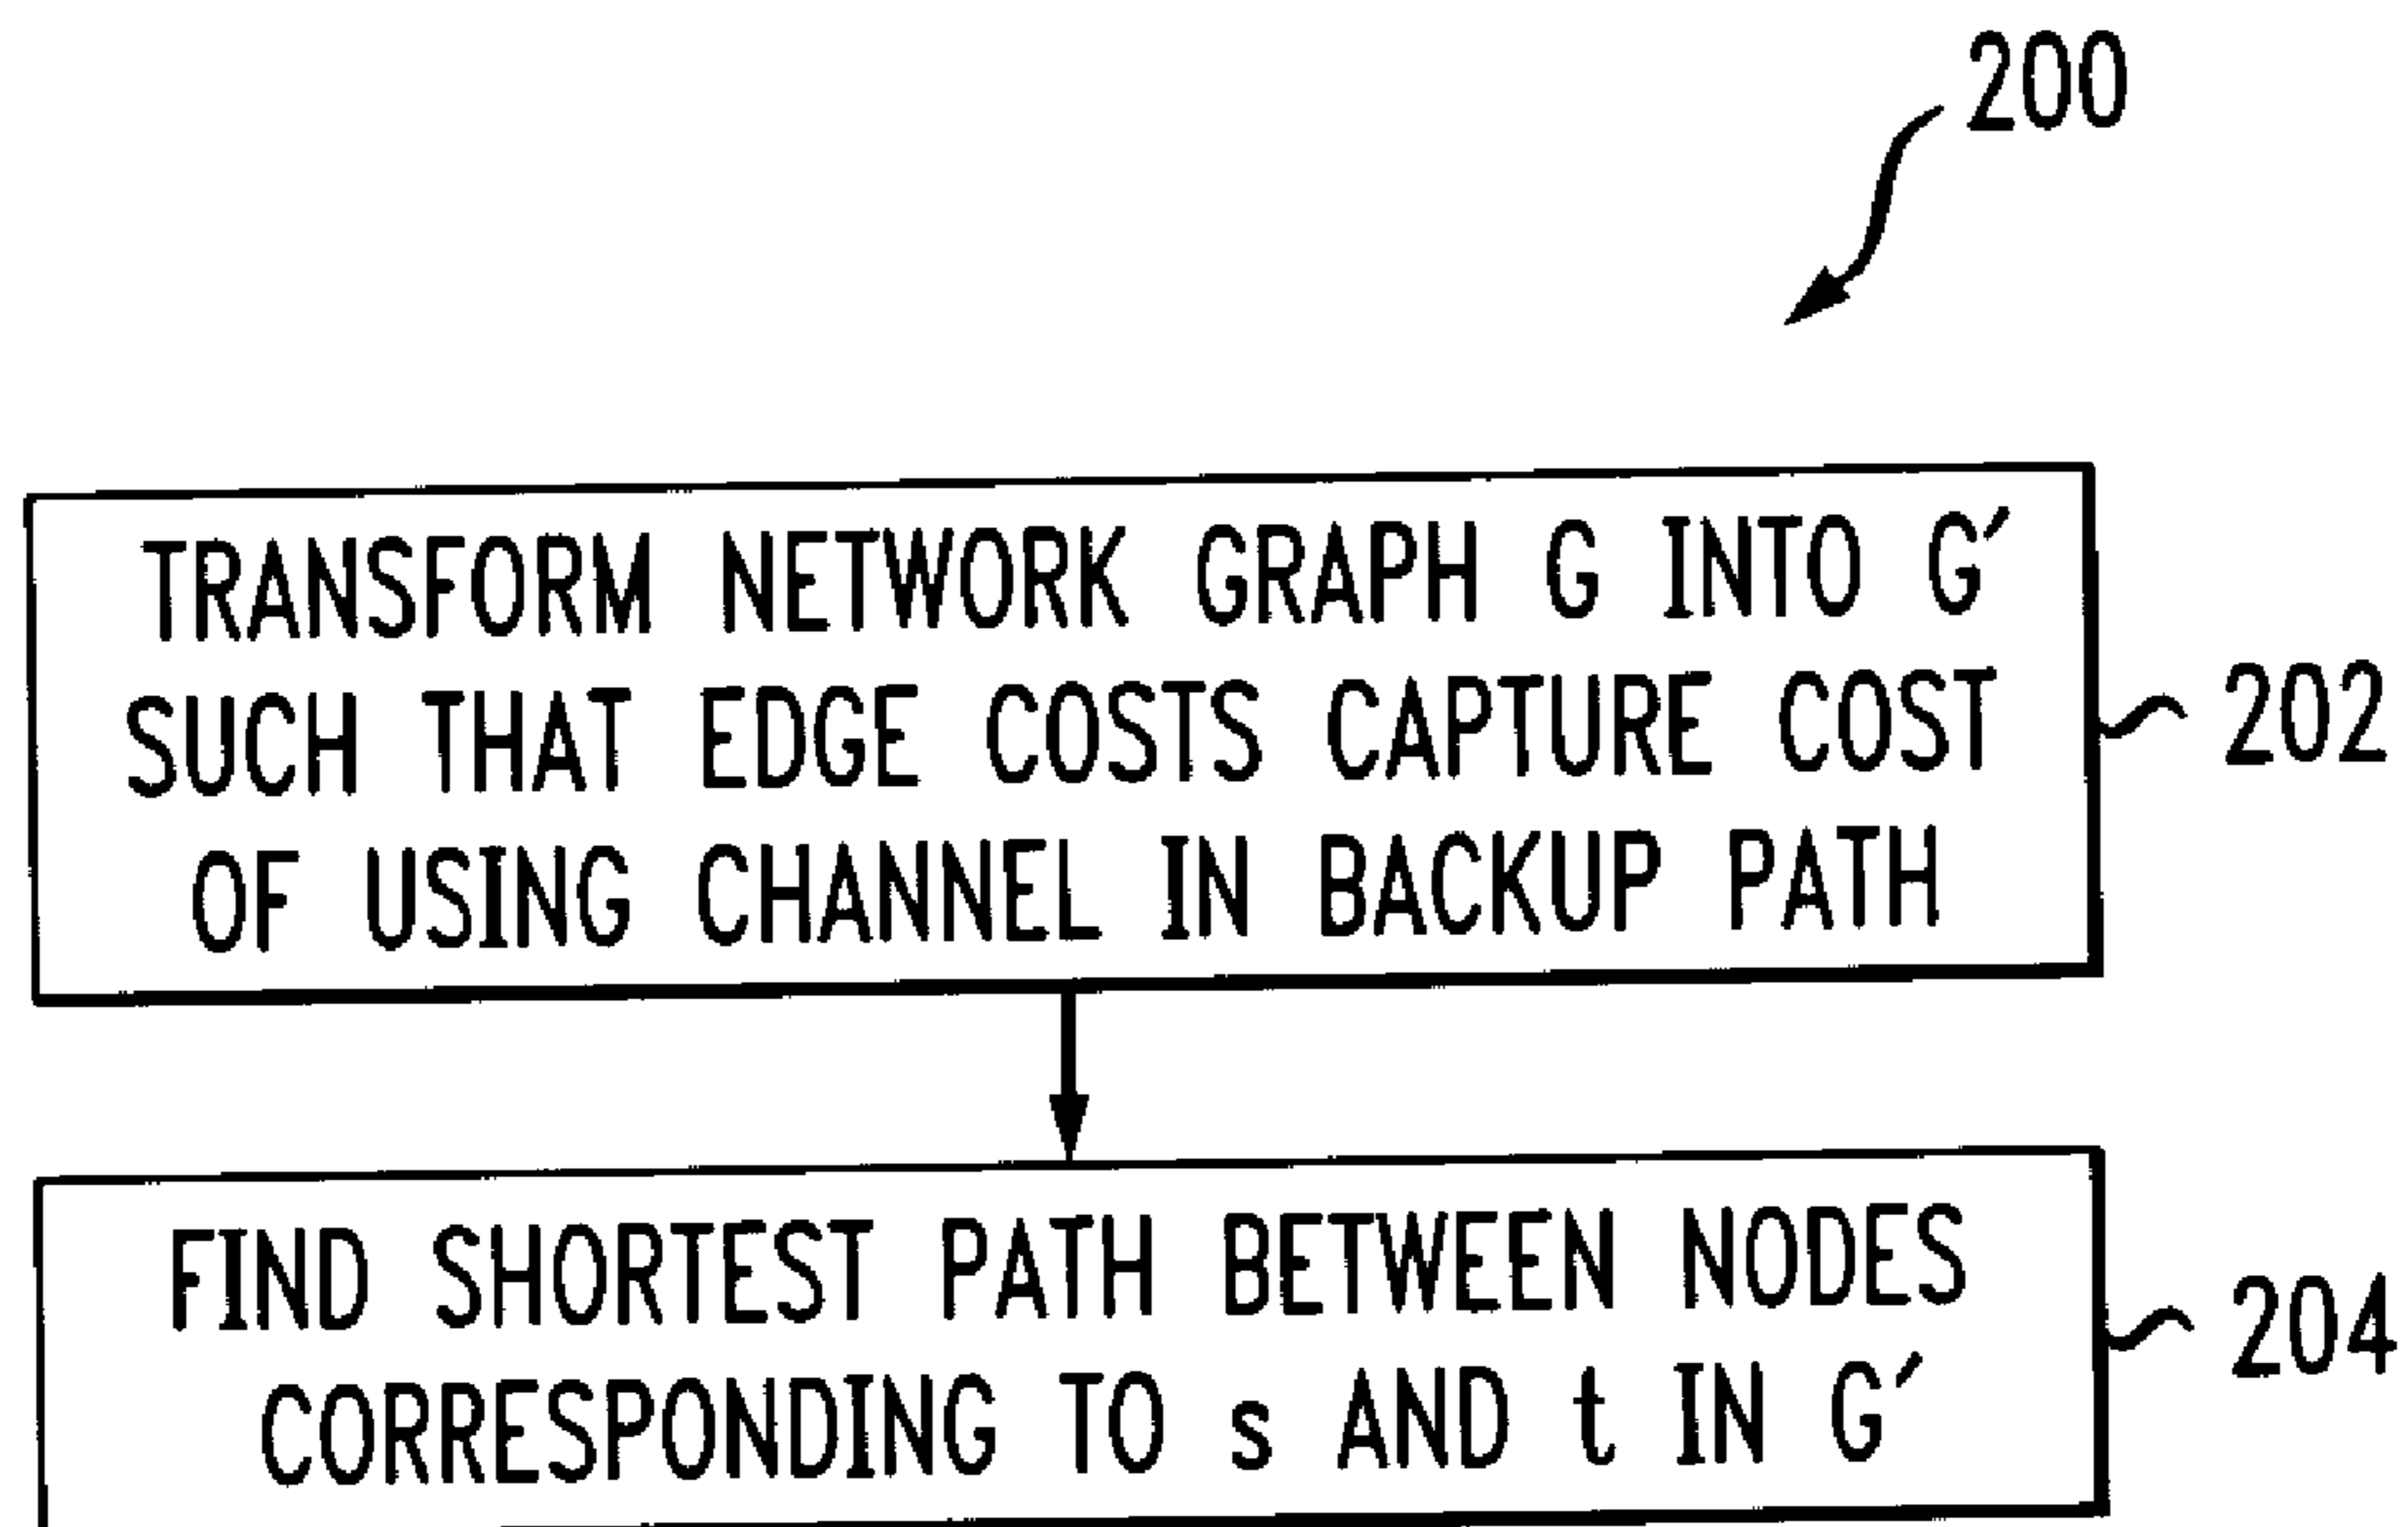 200
TRANSFORM NETWORK GRAPH G INTO G′
SUCH THAT EDGE COSTS CAPTURE COST
OF USING CHANNEL IN BACKUP PATH
202
FIND SHORTEST PATH BETWEEN NODES
CORRESPONDING TO s AND t IN G′
204